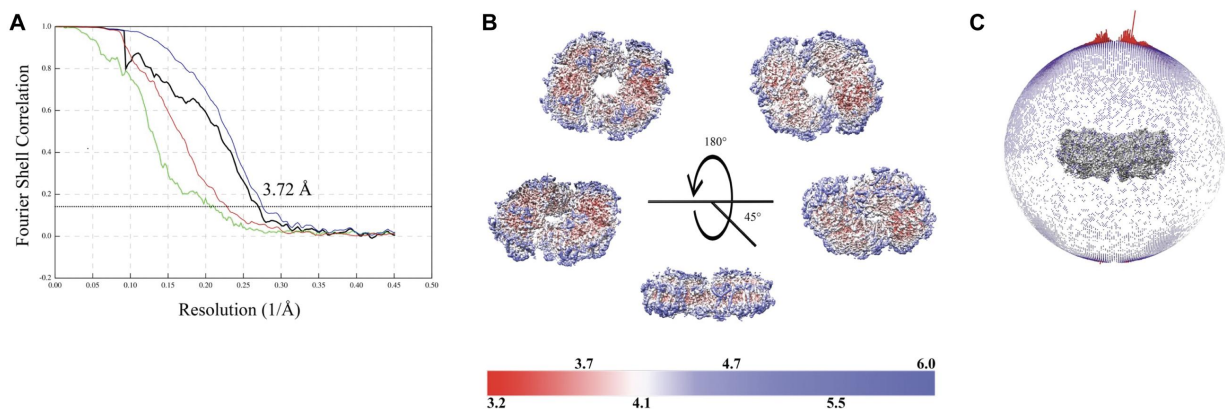 A
1.0
0.8
0.6
0.4
0.2
0.0
-0.2
Fourier Shell Correlation
3.72 Å
0.00 0.05 0.10 0.15 0.20 0.25 0.30 0.35 0.40 0.45 0.50
Resolution (1/Å)
B
180°
45°
3.7 4.7 6.0
3.2 4.1 5.5
C